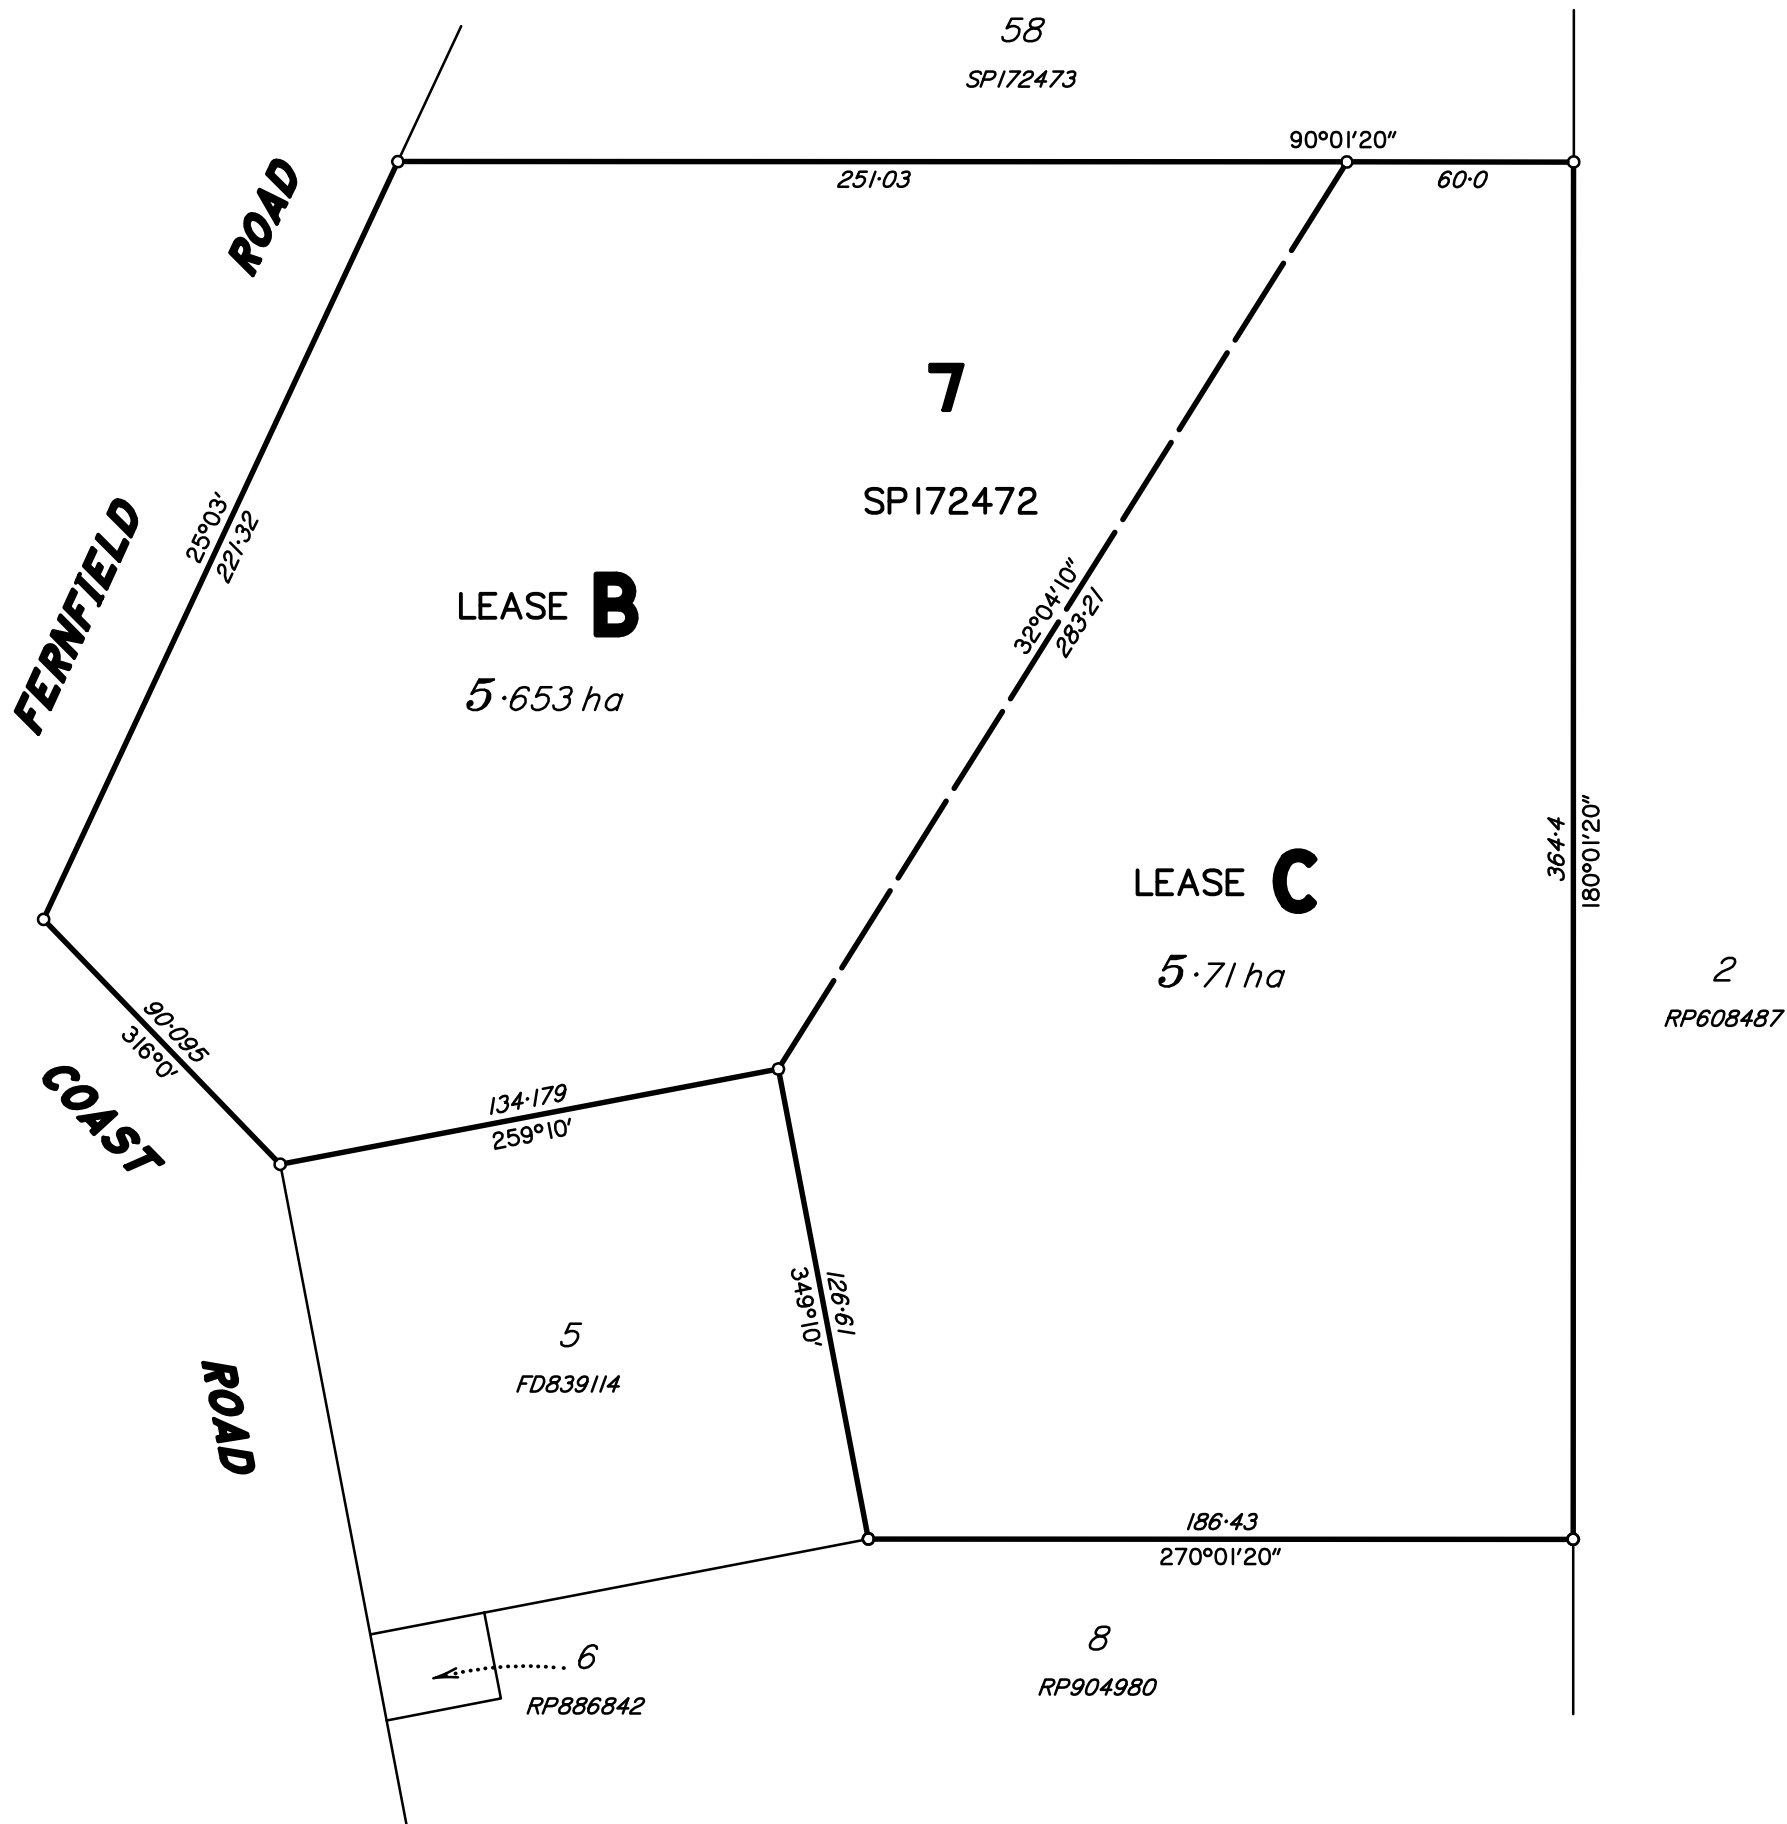 58
SP172473
90°01'20"
251·03
60·0
ROAD
FERNFIELD
25°03'
221·32
7
SP172472
LEASE B
5·653 ha
32°04'10"
283·21
LEASE C
5·71 ha
364·4
180°01'20"
2
RP608487
90·095
316°0'
COAST
ROAD
134·179
259°10'
126·61
349°10'
5
FD839114
186·43
270°01'20"
6
RP886842
8
RP904980